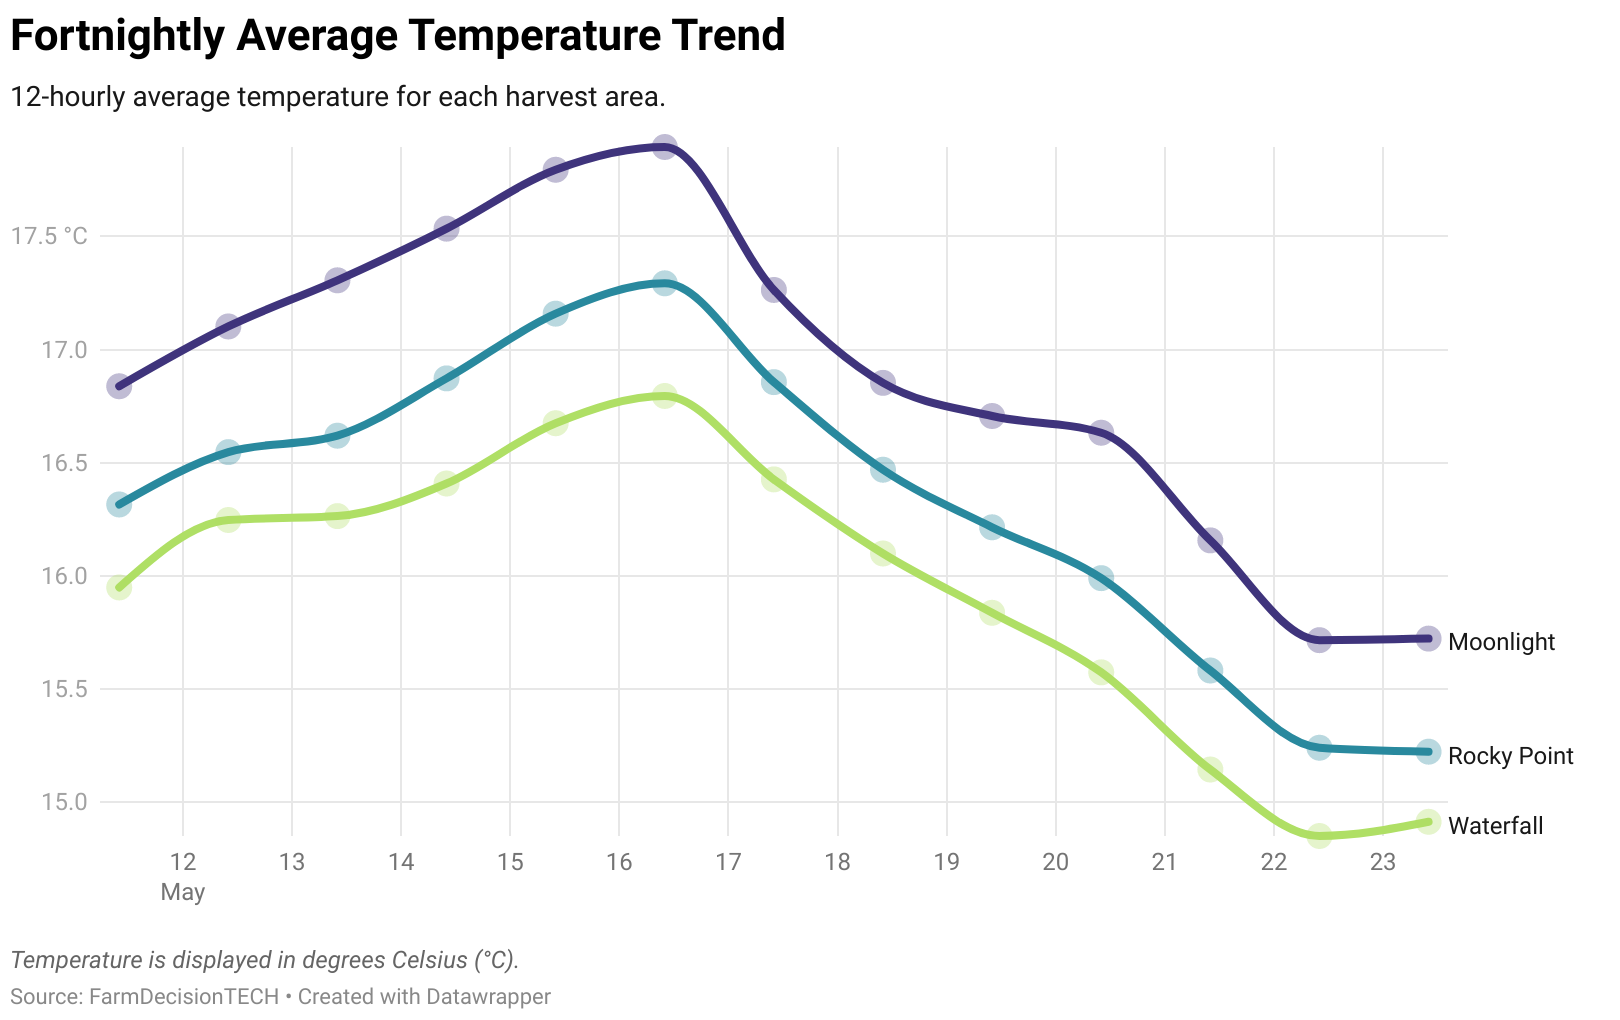 Fortnightly Average Temperature Trend
12-hourly average temperature for each harvest area.
17.5 °C
17.0
16.5
16.0
15.5
15.0
Moonlight
Rocky Point
Waterfall
12 13 14 15 16 17 18 19 20 21 22 23
May
Temperature is displayed in degrees Celsius (°C).
Source: FarmDecisionTECH • Created with Datawrapper